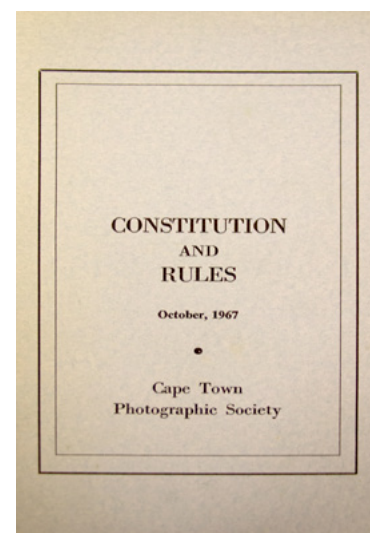 CONSTITUTION
AND
RULES
October, 1967
Cape Town
Photographic Society